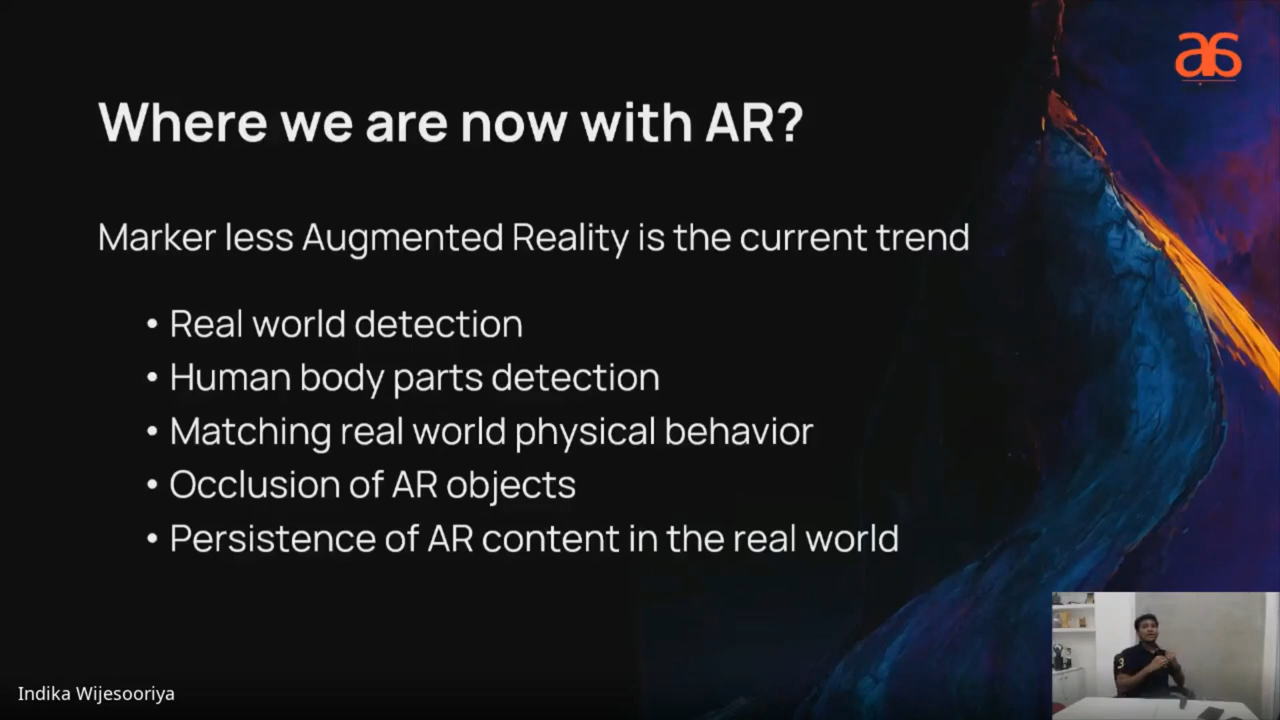 Where we are now with AR?
Marker less Augmented Reality is the current trend
• Real world detection
• Human body parts detection
• Matching real world physical behavior
• Occlusion of AR objects
• Persistence of AR content in the real world
3
Indika Wijesooriya